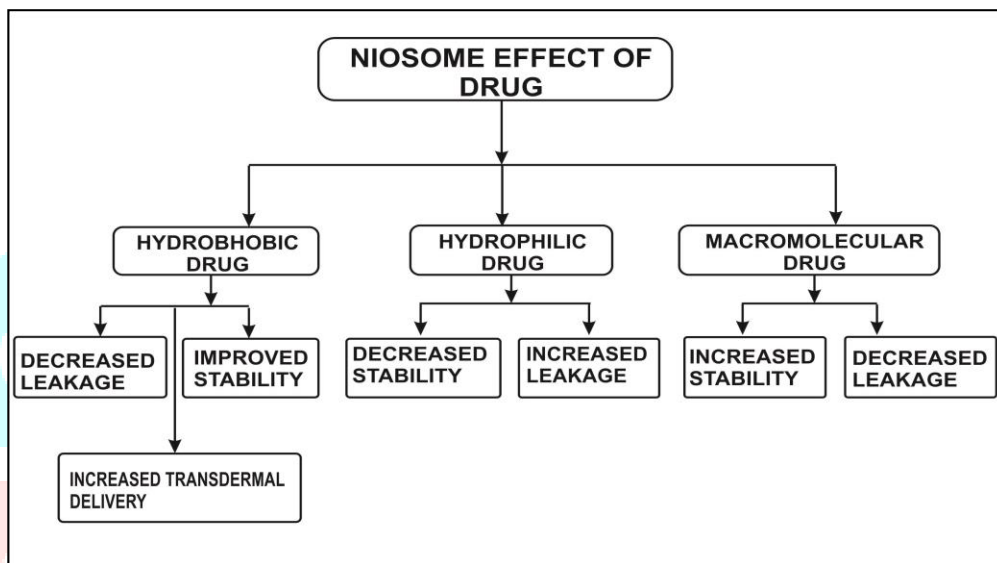 NIOSOME EFFECT OF
DRUG
HYDROBHOBIC
DRUG
HYDROPHILIC
DRUG
MACROMOLECULAR
DRUG
DECREASED
LEAKAGE
IMPROVED
STABILITY
DECREASED
STABILITY
INCREASED
LEAKAGE
INCREASED
STABILITY
DECREASED
LEAKAGE
INCREASED TRANSDERMAL
DELIVERY